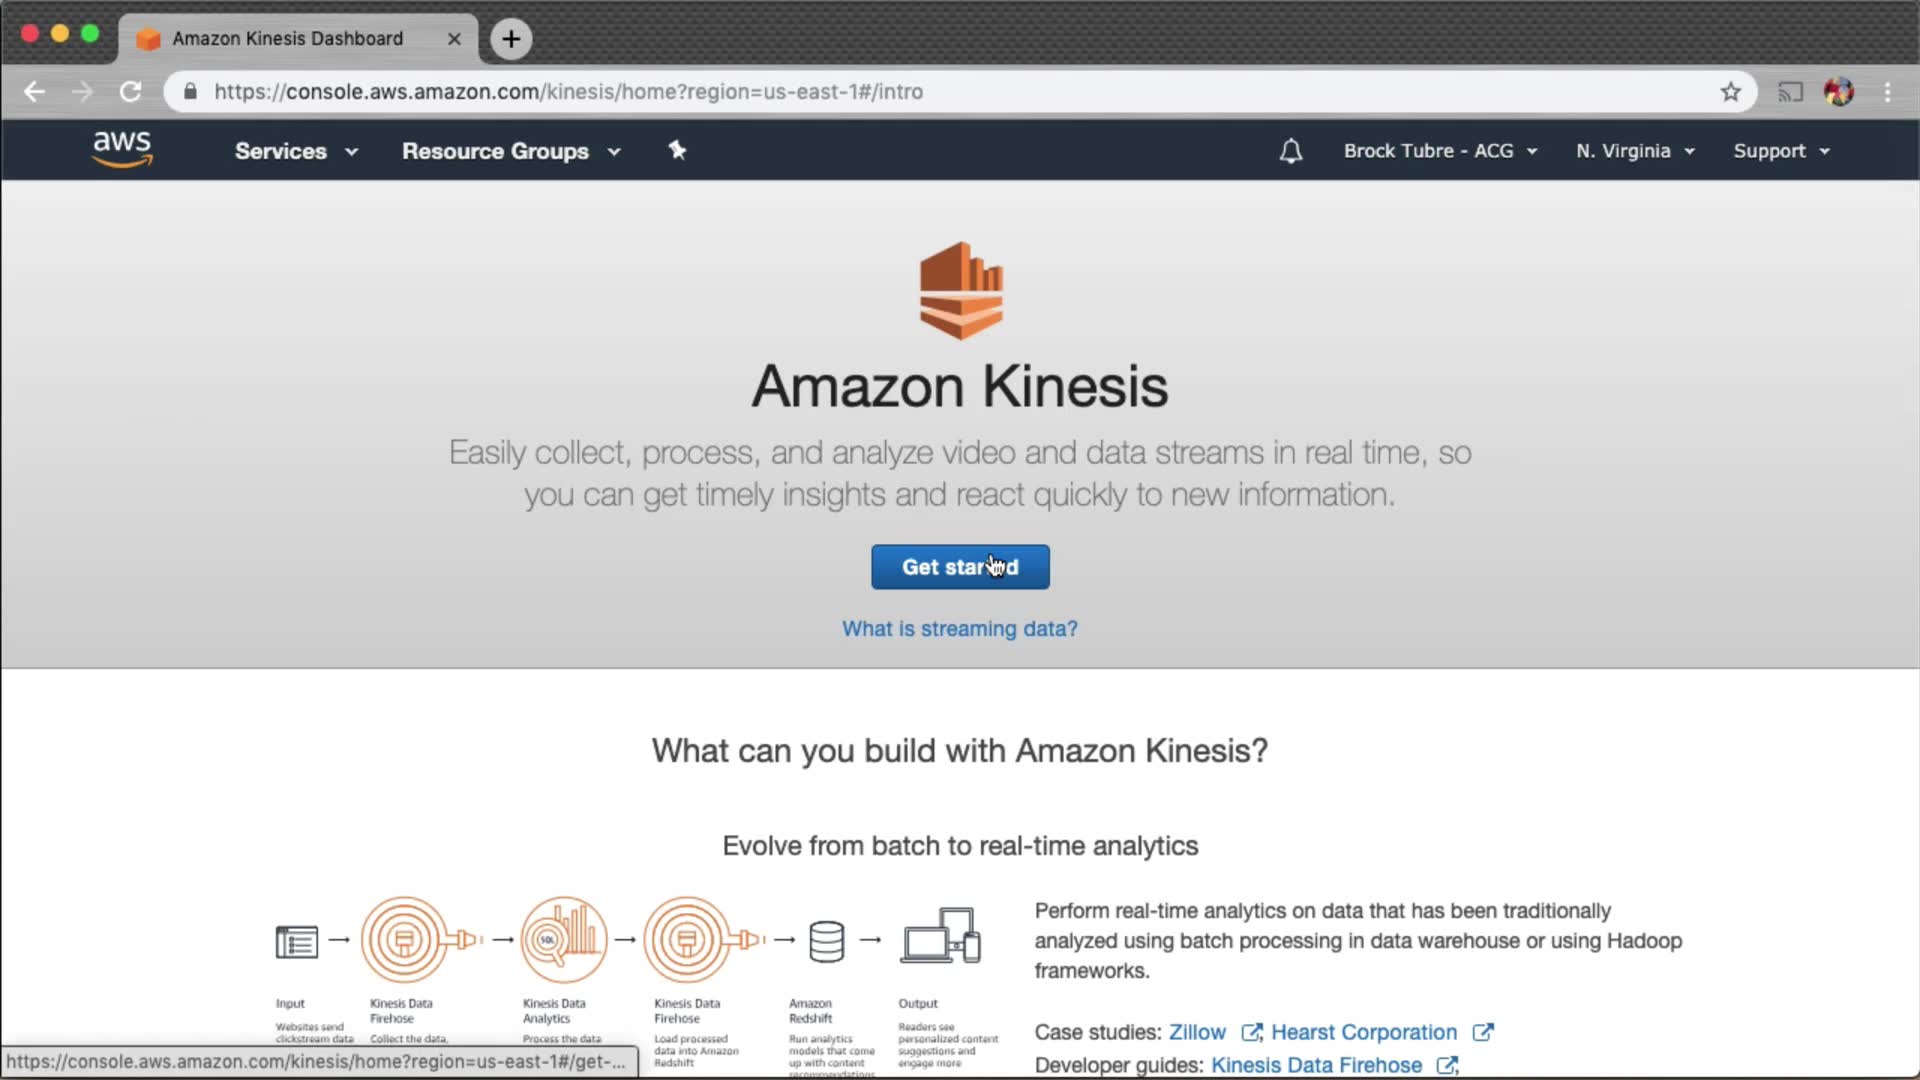 Amazon Kinesis Dashboard
https://console.aws.amazon.com/kinesis/home?region=us-east-1#/intro
aws Services Resource Groups Brock Tubre - ACG N. Virginia Support
Amazon Kinesis
Easily collect, process, and analyze video and data streams in real time, so
you can get timely insights and react quickly to new information.
Get started
What is streaming data?
What can you build with Amazon Kinesis?
Evolve from batch to real-time analytics
SQL
Perform real-time analytics on data that has been traditionally
analyzed using batch processing in data warehouse or using Hadoop
frameworks.
Input
Websites send
clickstream data
Kinesis Data
Firehose
Collect the data,
Kinesis Data
Analytics
Process the data
Kinesis Data
Firehose
Load processed
data into Amazon
Redshift
Amazon
Redshift
Run analytics
models that come
up with content
recommendations
Output
Readers see
personalized content
suggestions and
engage more
Case studies: Zillow , Hearst Corporation
Developer guides: Kinesis Data Firehose ,
https://console.aws.amazon.com/kinesis/home?region=us-east-1#/get-...